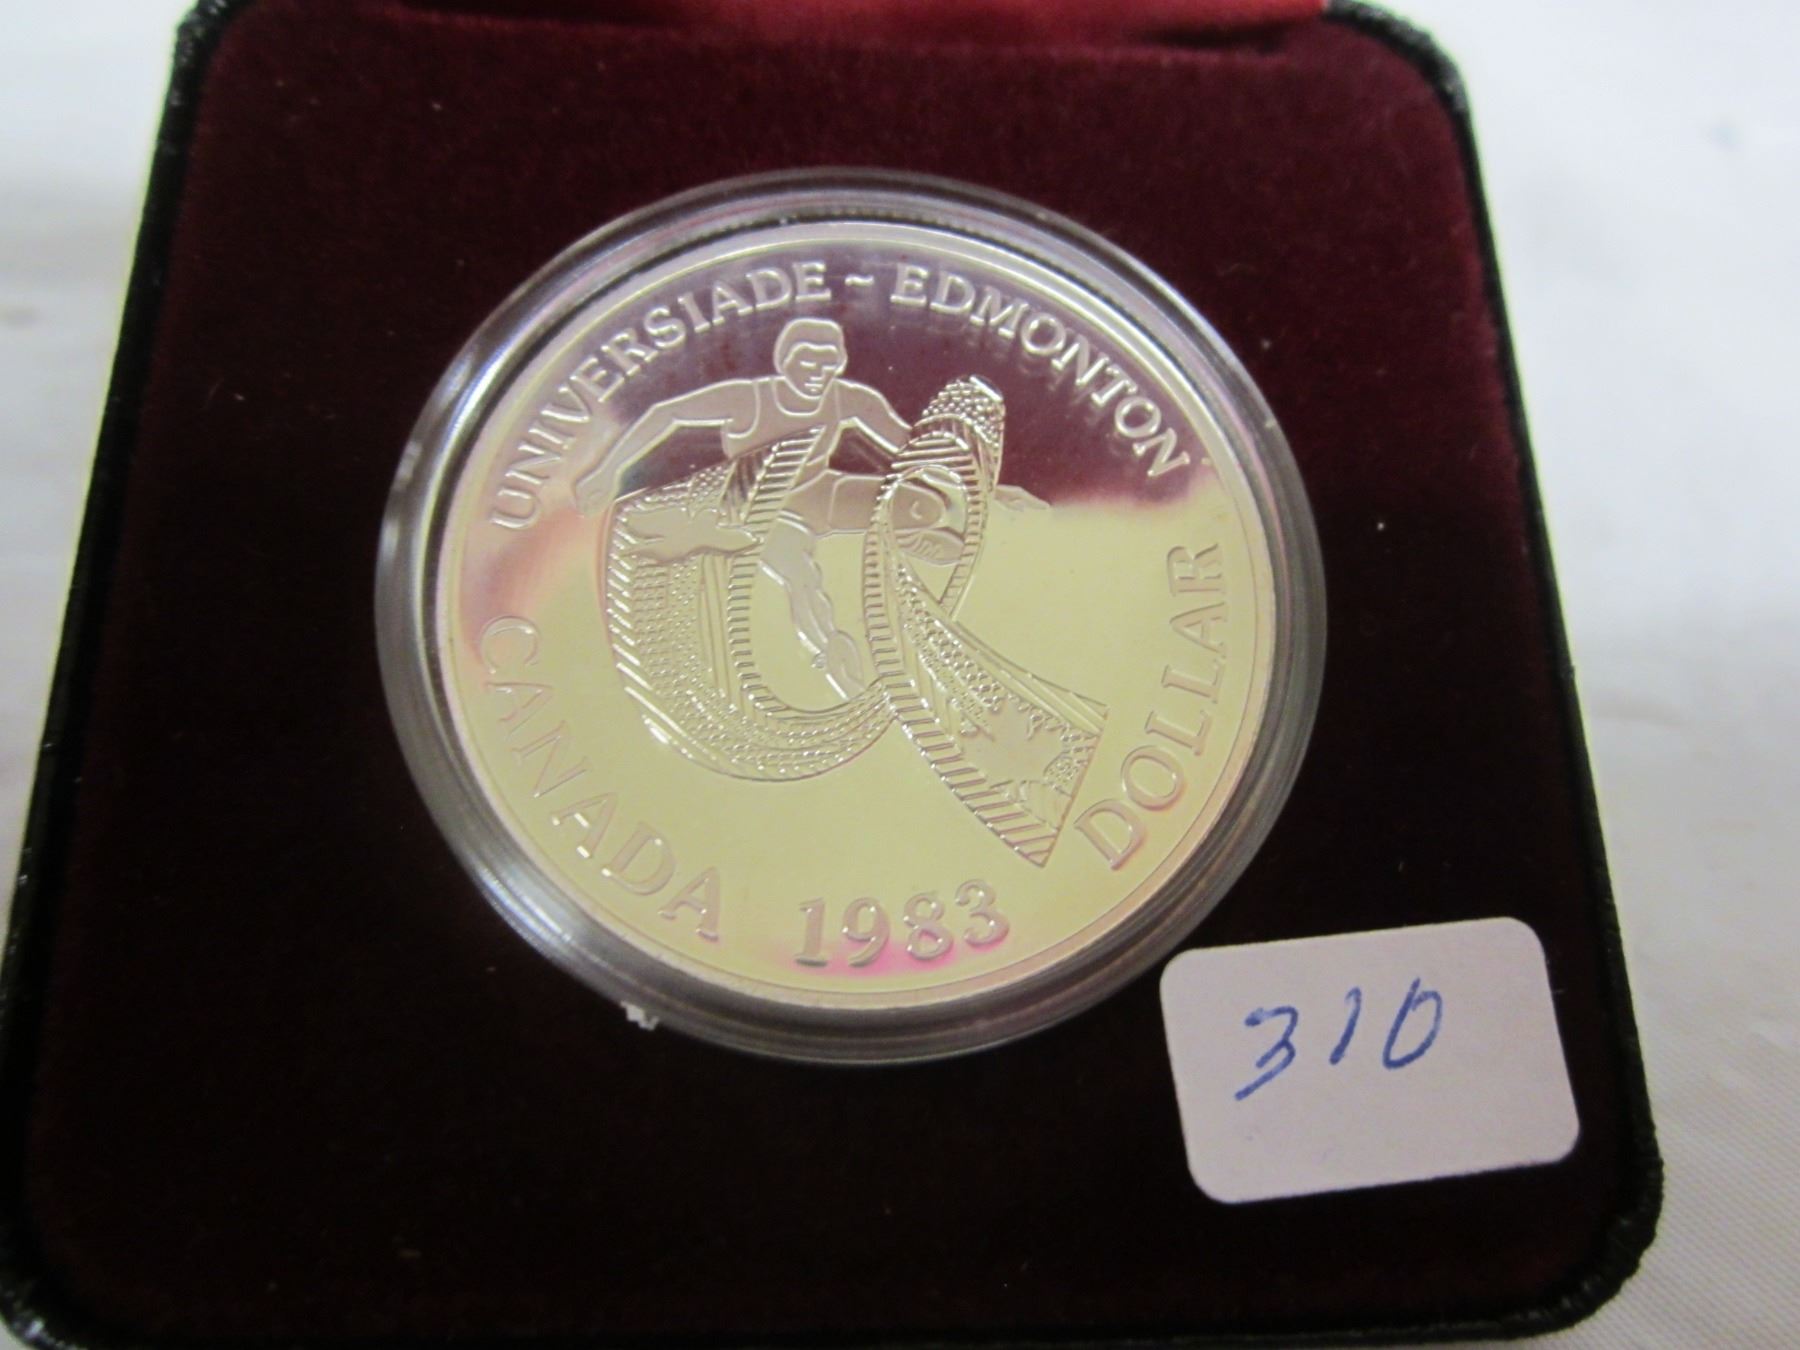 UNIVERSIADE ~ EDMONTON
CANADA 1983 DOLLAR
310